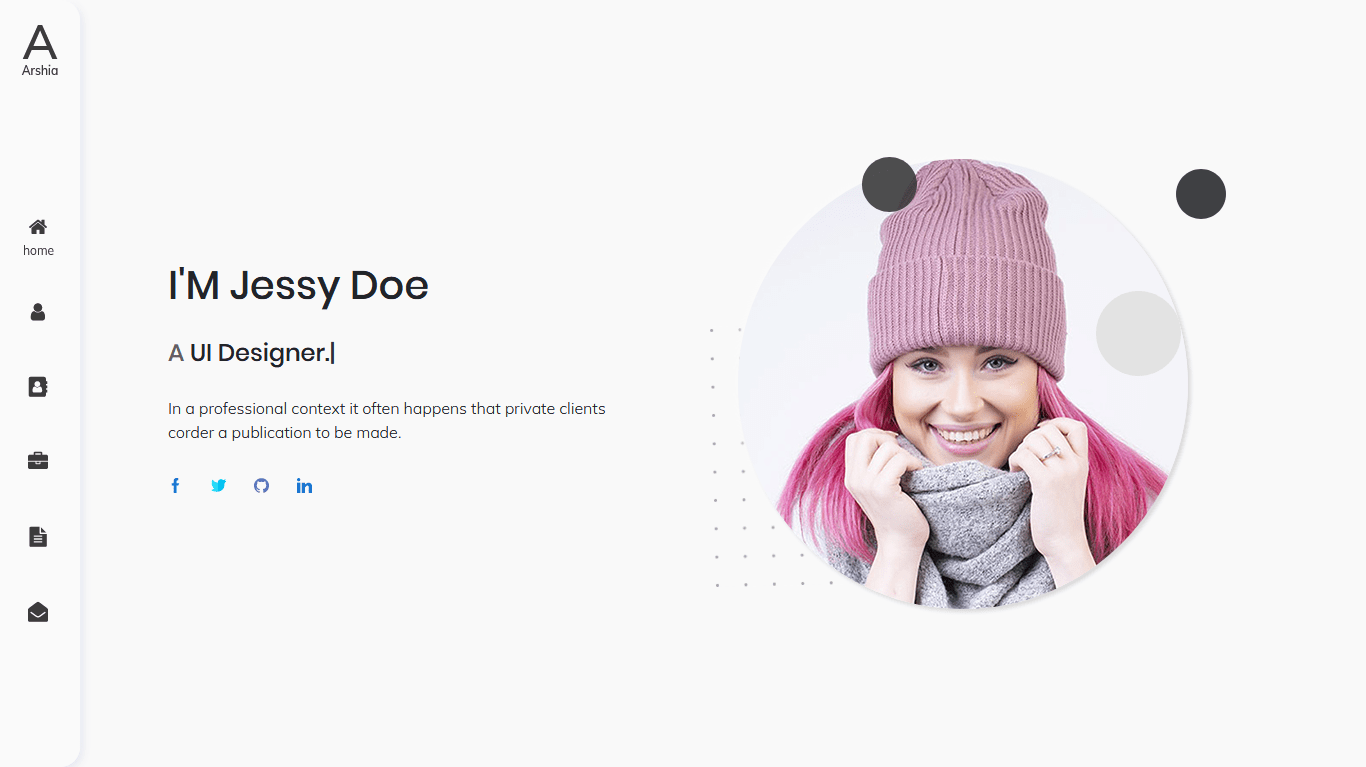 A
Arshia
home
I'M Jessy Doe
A UI Designer.|
In a professional context it often happens that private clients
corder a publication to be made.